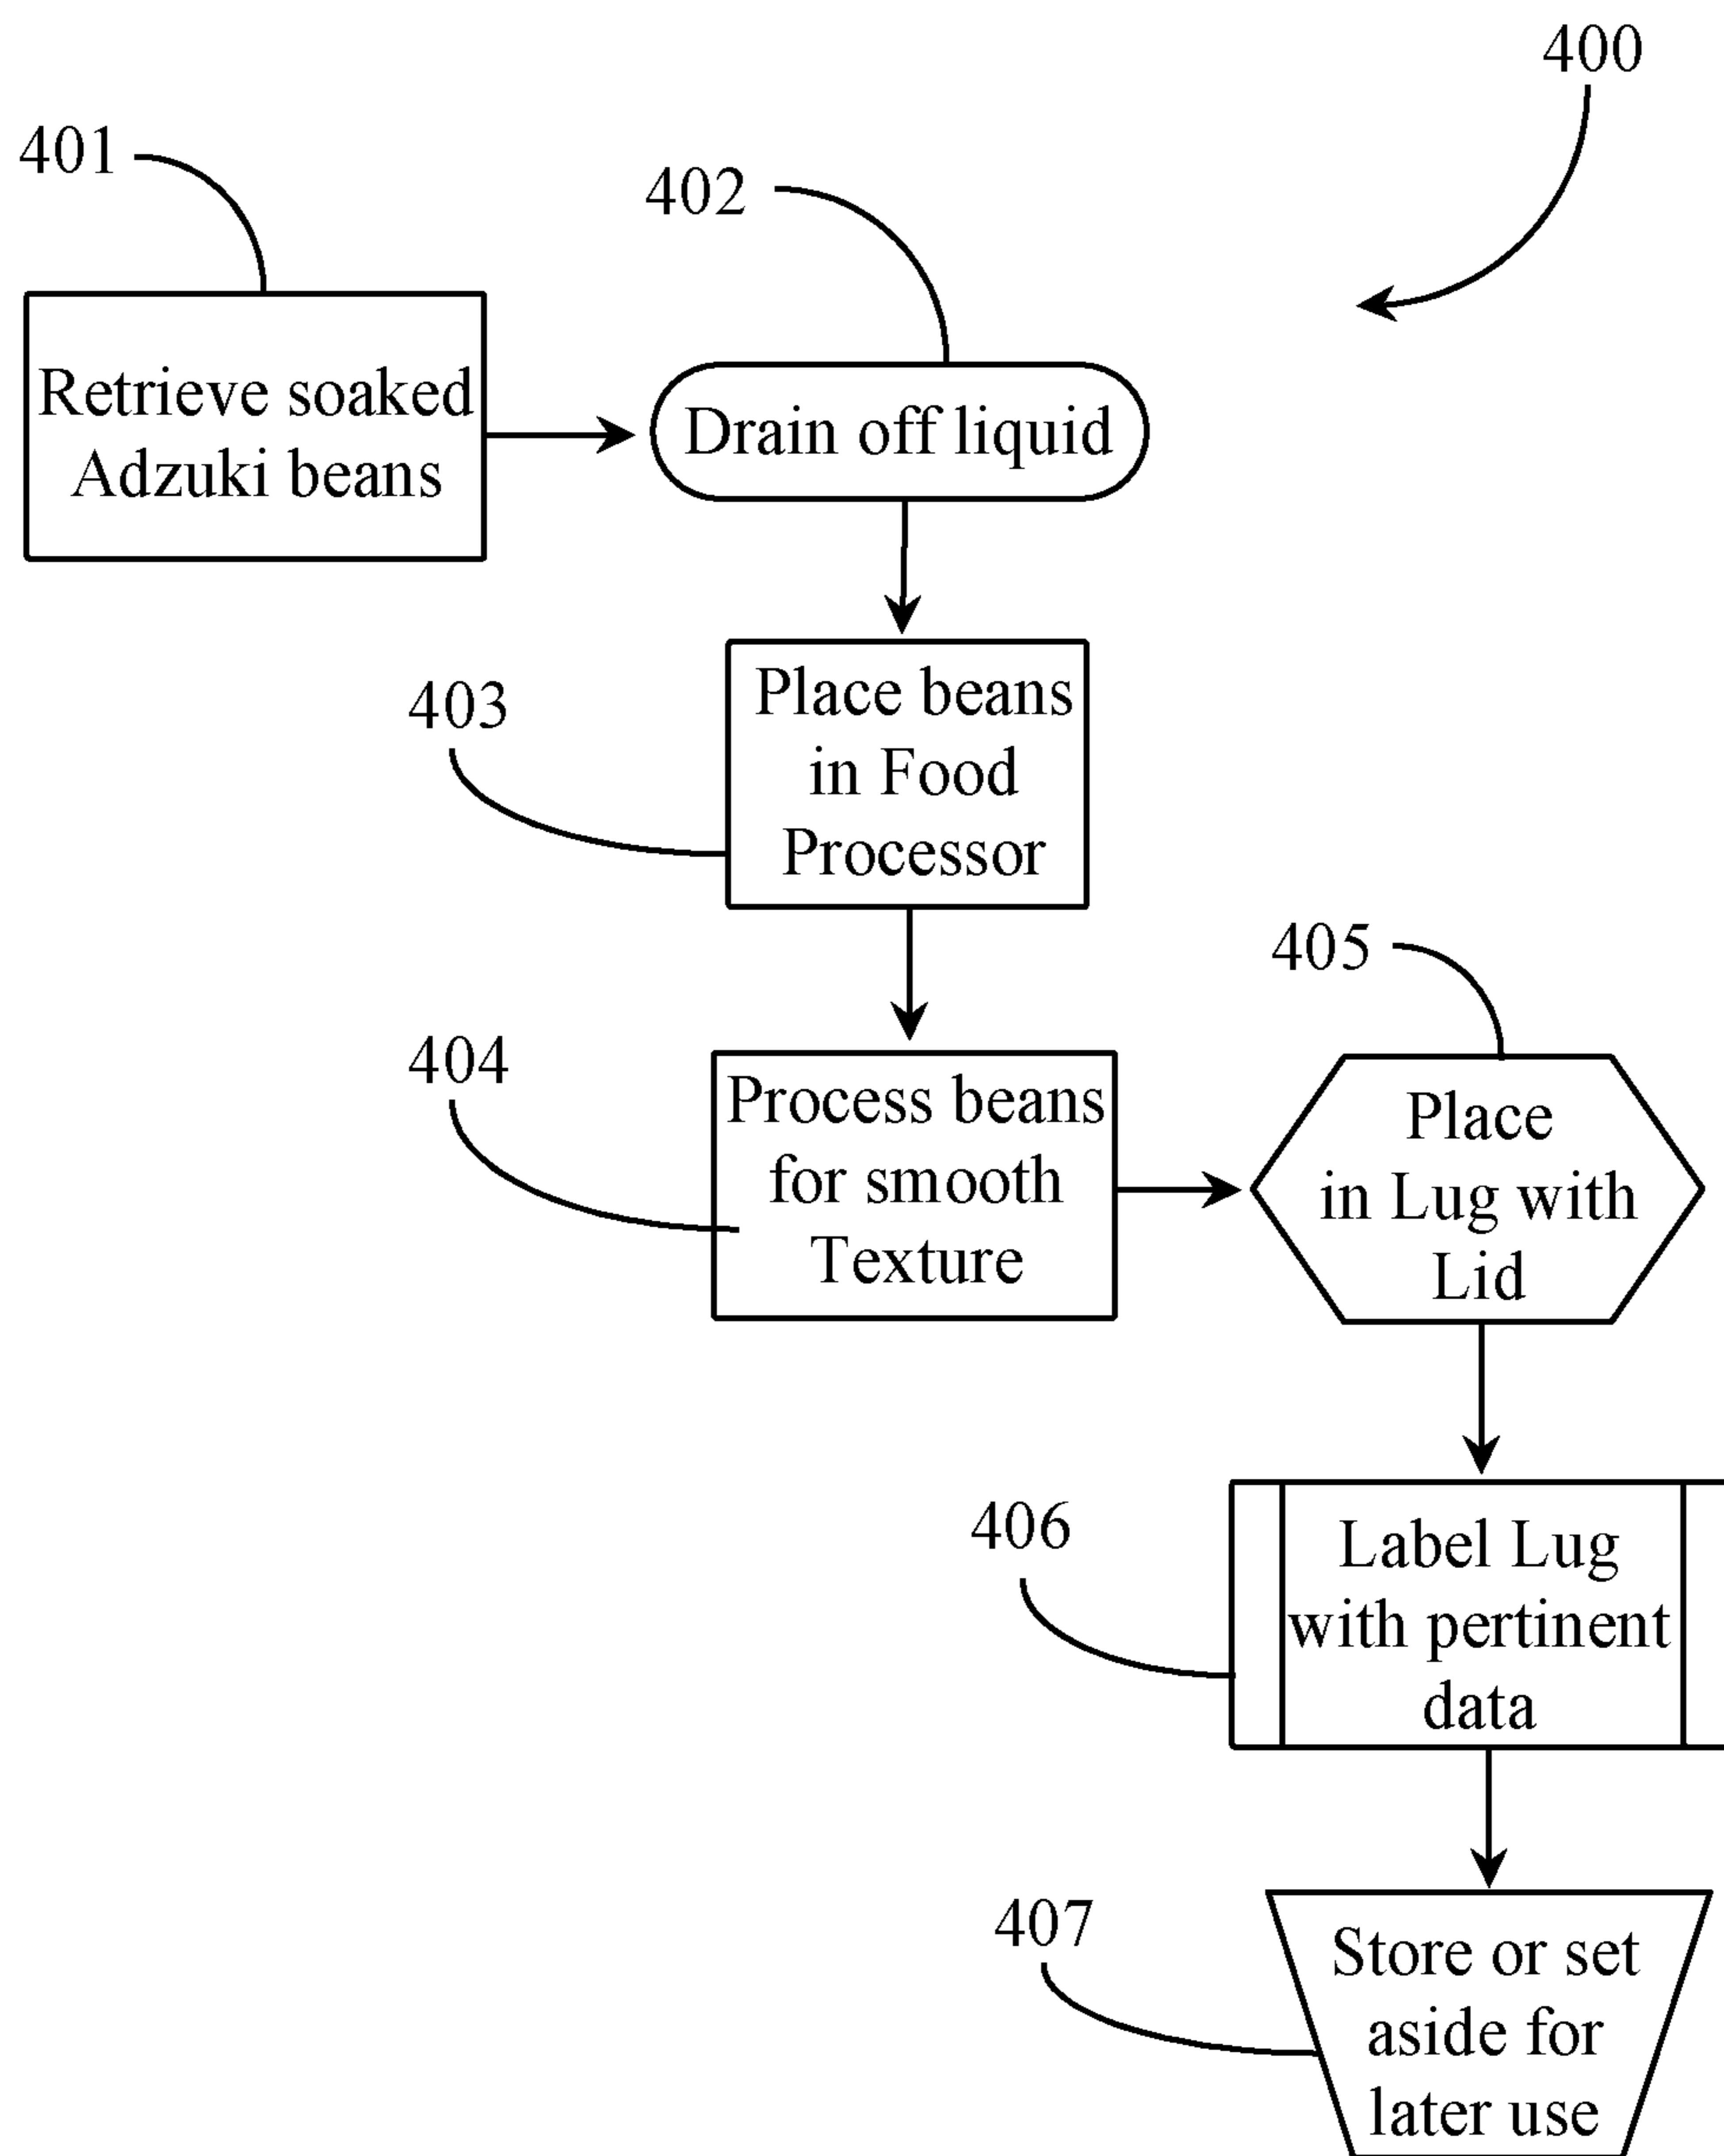 400
401
402
Retrieve soaked
Adzuki beans
Drain off liquid
403
Place beans
in Food
Processor
404
Process beans
for smooth
Texture
405
Place
in Lug with
Lid
406
Label Lug
with pertinent
data
407
Store or set
aside for
later use